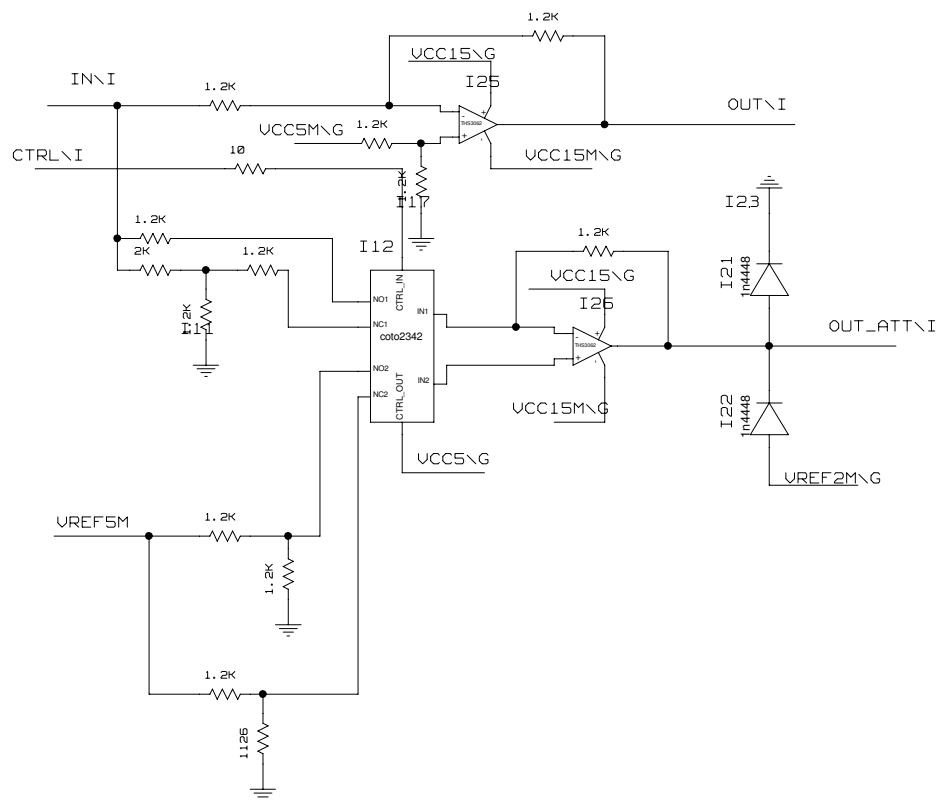 1.2K
VCC15\G
IN\I
1.2K
I25
OUT\I
THS3062
VCC5M\G
1.2K
CTRL\I
10
VCC15M\G
1.2K
I17
I23
1.2K
I12
1.2K
2K
1.2K
VCC15\G
I21
1n4448
I26
CTRL_IN
NO1
IN1
I11
NC1
coto2342
THS3062
OUT_ATT\I
NO2
IN2
NC2
CTRL_OUT
VCC15M\G
I22
1n4448
VCC5\G
VREF2M\G
VREF5M
1.2K
1.2K
1.2K
1126